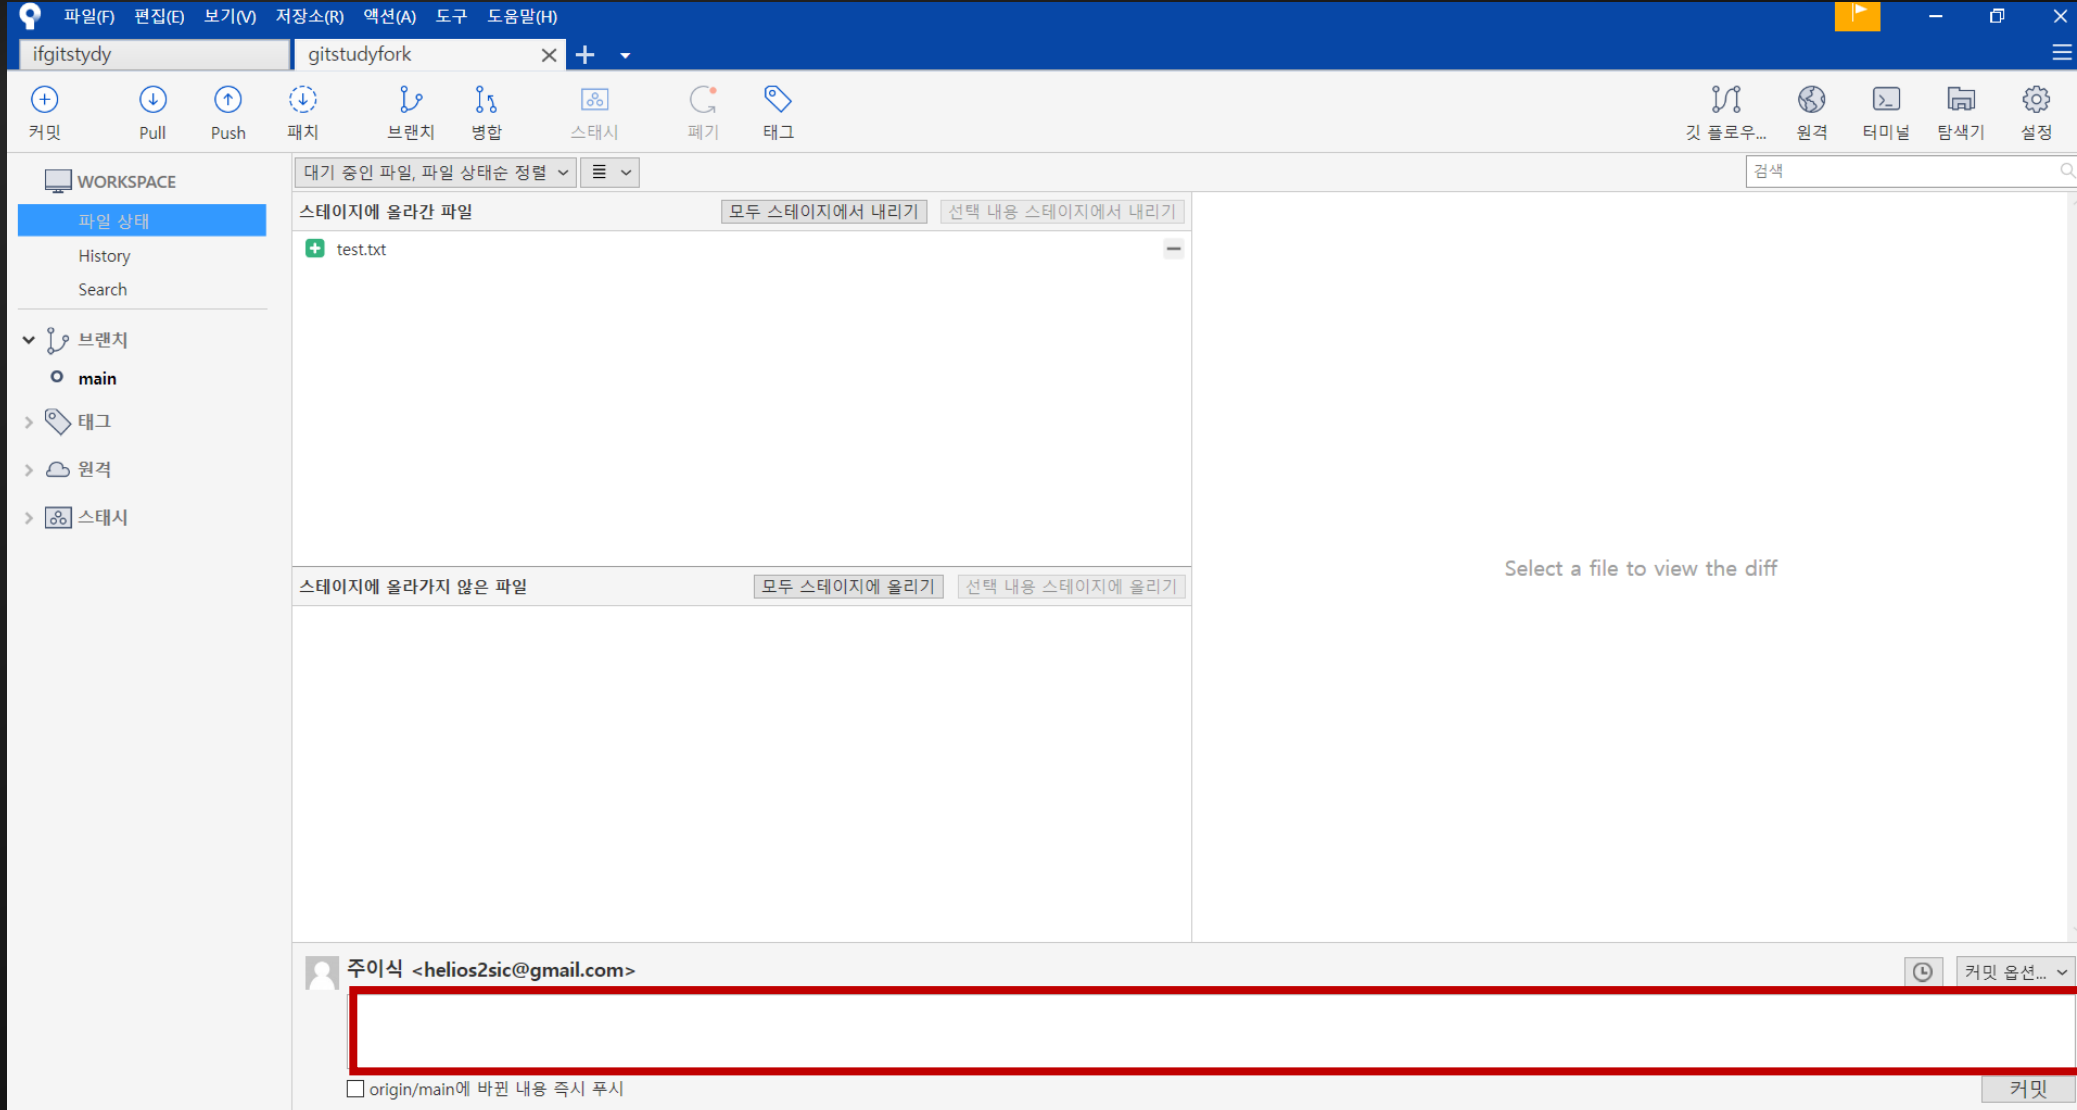 파일(F) 편집(E) 보기(V) 저장소(R) 액션(A) 도구 도움말(H)
ifgitstydy gitstudyfork
커밋 Pull Push 패치 브랜치 병합 스태시 폐기 태그 깃 플로우... 원격 터미널 탐색기 설정
WORKSPACE
파일 상태
History
Search
브랜치
main
태그
원격
스태시
대기 중인 파일, 파일 상태순 정렬
검색
스테이지에 올라간 파일 모두 스테이지에서 내리기 선택 내용 스테이지에서 내리기
test.txt
Select a file to view the diff
스테이지에 올라가지 않은 파일 모두 스테이지에 올리기 선택 내용 스테이지에 올리기
주이식 <helios2sic@gmail.com>
커밋 옵션...
origin/main에 바뀐 내용 즉시 푸시
커밋